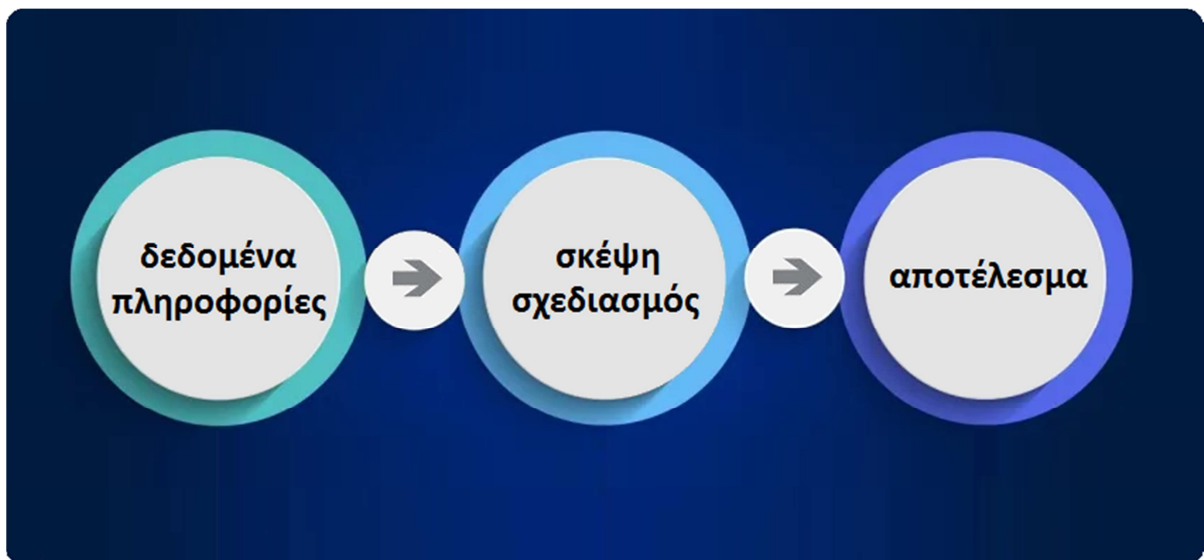 δεδομένα
πληροφορίες
σκέψη
σχεδιασμός
αποτέλεσμα